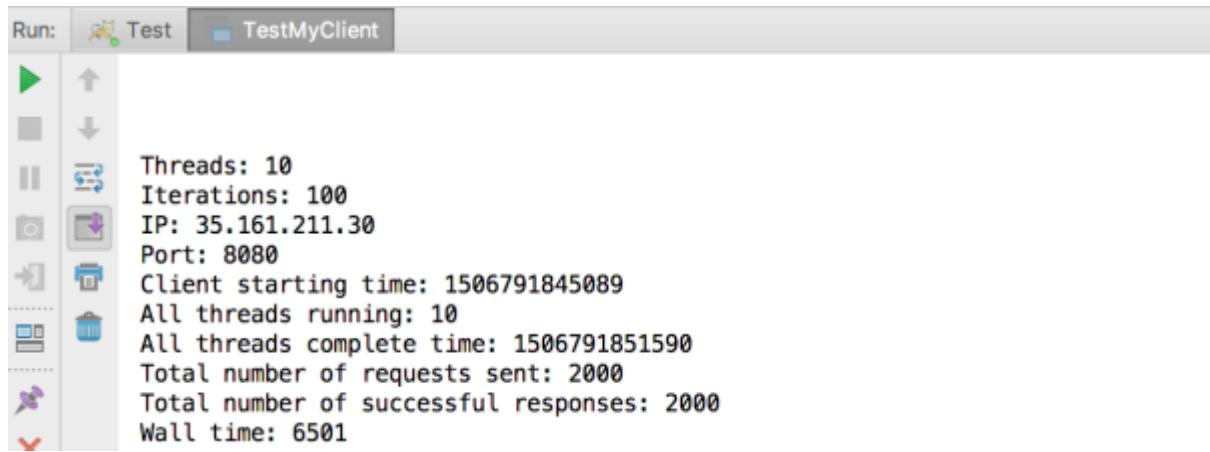 Run: Test TestMyClient
Threads: 10
Iterations: 100
IP: 35.161.211.30
Port: 8080
Client starting time: 1506791845089
All threads running: 10
All threads complete time: 1506791851590
Total number of requests sent: 2000
Total number of successful responses: 2000
Wall time: 6501